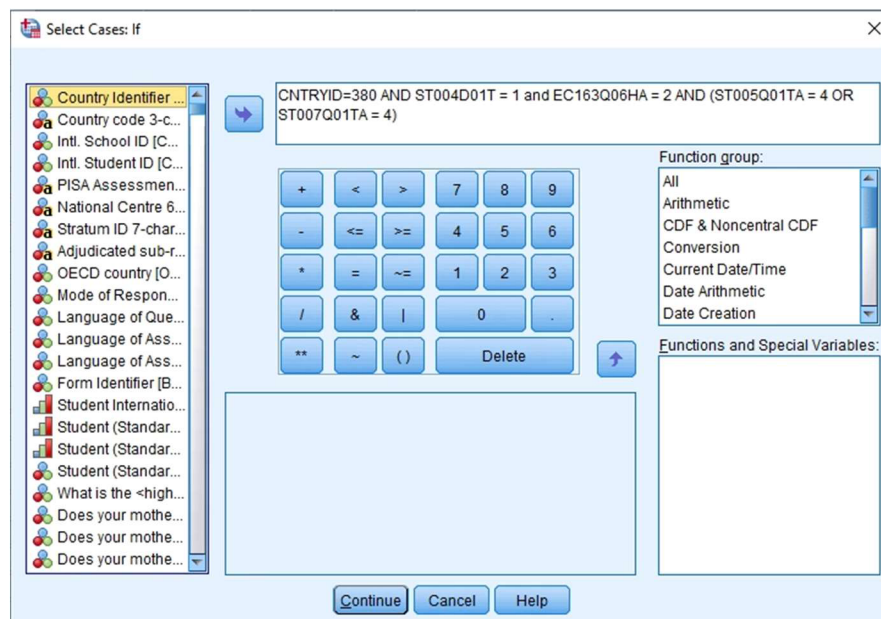 Select Cases: If
Country Identifier ...
Country code 3-c...
Intl. School ID [C...
Intl. Student ID [C...
PISA Assessmen...
National Centre 6...
Stratum ID 7-char...
Adjudicated sub-r...
OECD country [O...
Mode of Respon...
Language of Que...
Language of Ass...
Language of Ass...
Form Identifier [B...
Student Internatio...
Student (Standar...
Student (Standar...
Student (Standar...
What is the <high...
Does your mothe...
Does your mothe...
Does your mothe...
CNTRYID=380 AND ST004D01T = 1 and EC163Q06HA = 2 AND (ST005Q01TA = 4 OR
ST007Q01TA = 4)
+ < > 7 8 9
- <= >= 4 5 6
* = ~= 1 2 3
/ & | 0 .
** ~ ( ) Delete
Function group:
All
Arithmetic
CDF & Noncentral CDF
Conversion
Current Date/Time
Date Arithmetic
Date Creation
Functions and Special Variables:
Continue Cancel Help